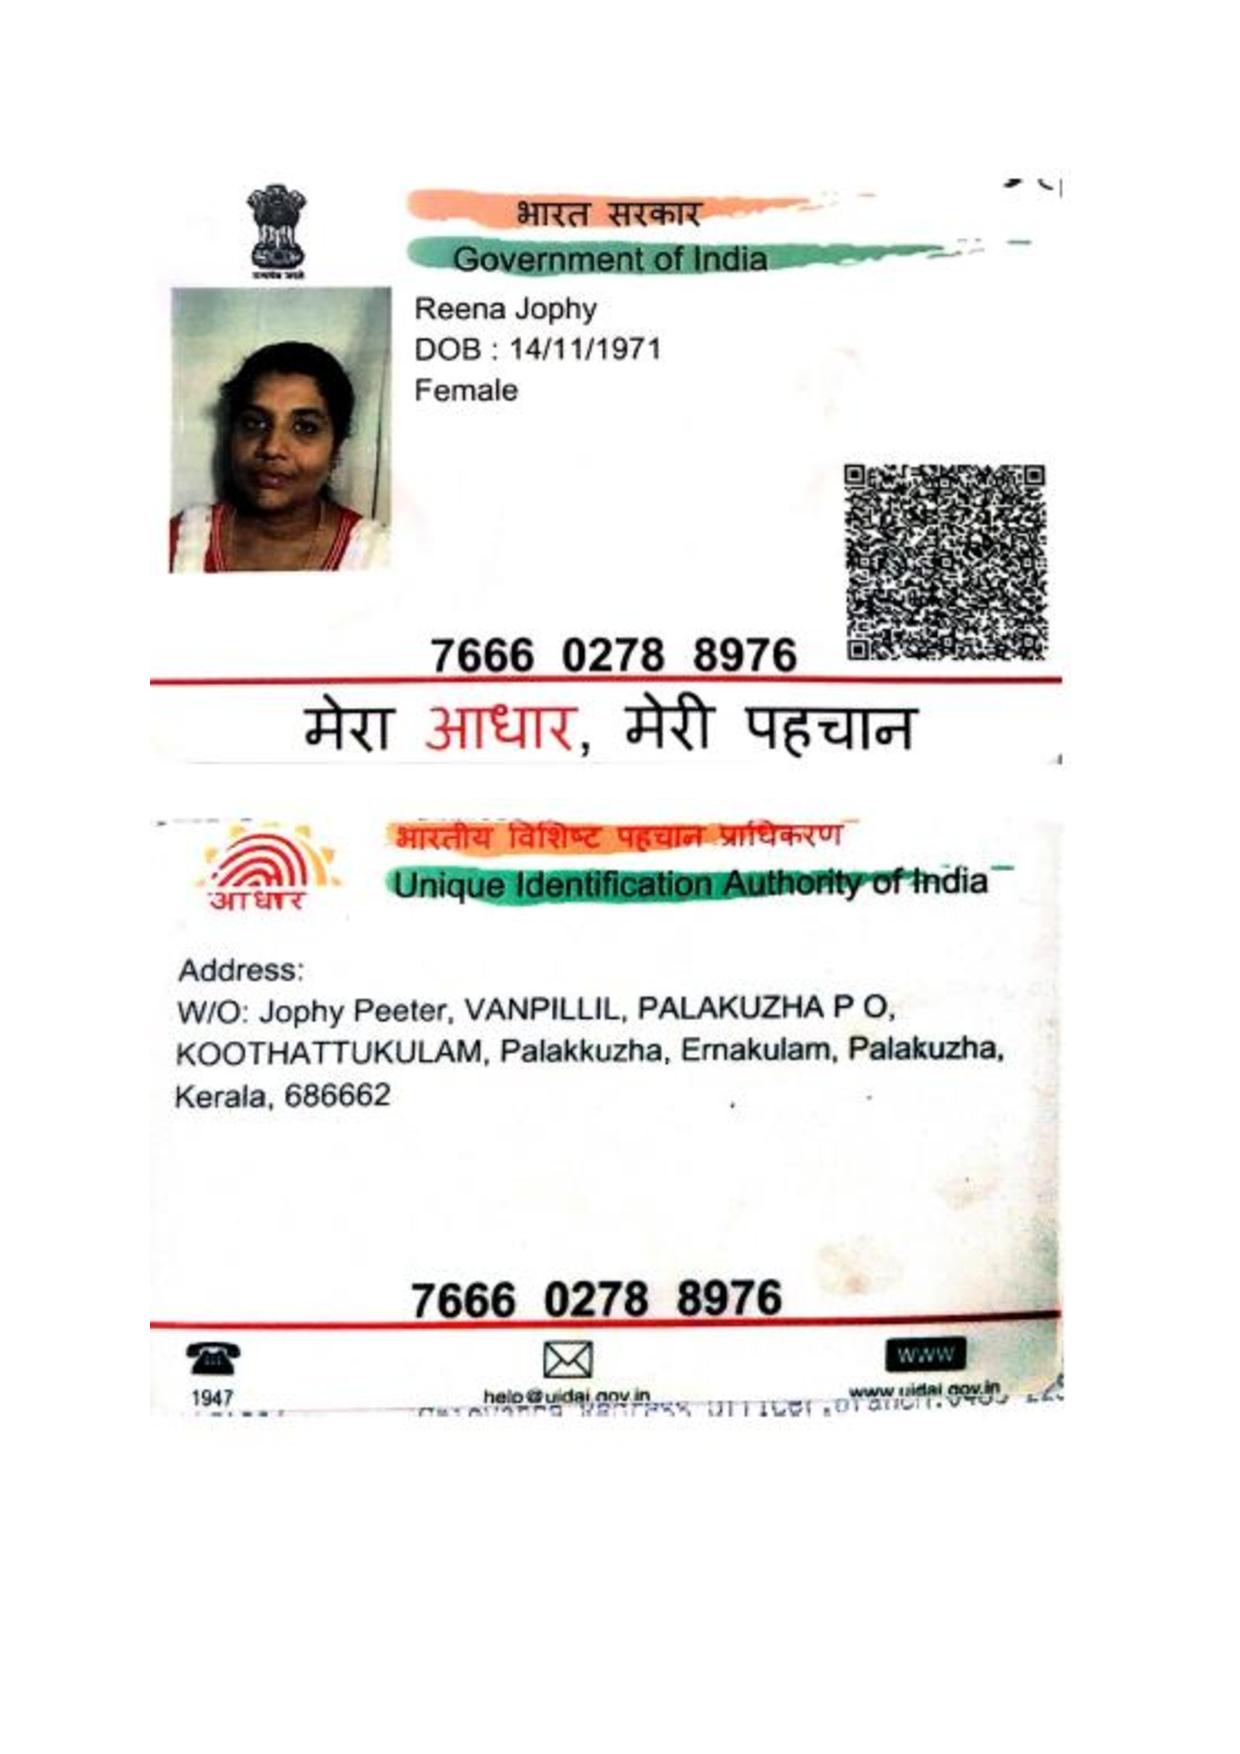 सत्यमेव जयते
भारत सरकार
Government of India
Reena Jophy
DOB : 14/11/1971
Female
7666 0278 8976
मेरा आधार, मेरी पहचान
आधार
भारतीय विशिष्ट पहचान प्राधिकरण
Unique Identification Authority of India
Address:
W/O: Jophy Peeter, VANPILLIL, PALAKUZHA P O,
KOOTHATTUKULAM, Palakkuzha, Ernakulam, Palakuzha,
Kerala, 686662
7666 0278 8976
WWW
1947
help@uidai.gov.in
www.uidai.gov.in